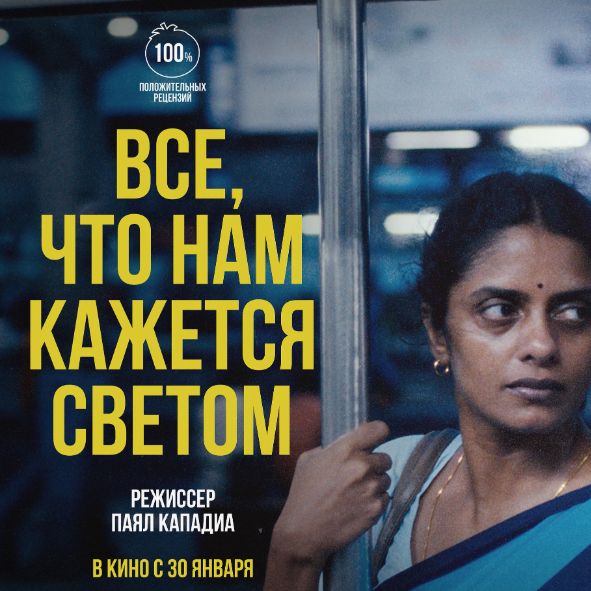 100%
ПОЛОЖИТЕЛЬНЫХ
РЕЦЕНЗИЙ
ВСЕ,
ЧТО НАМ
КАЖЕТСЯ
СВЕТОМ
РЕЖИССЕР
ПАЯЛ КАПАДИА
В КИНО С 30 ЯНВАРЯ